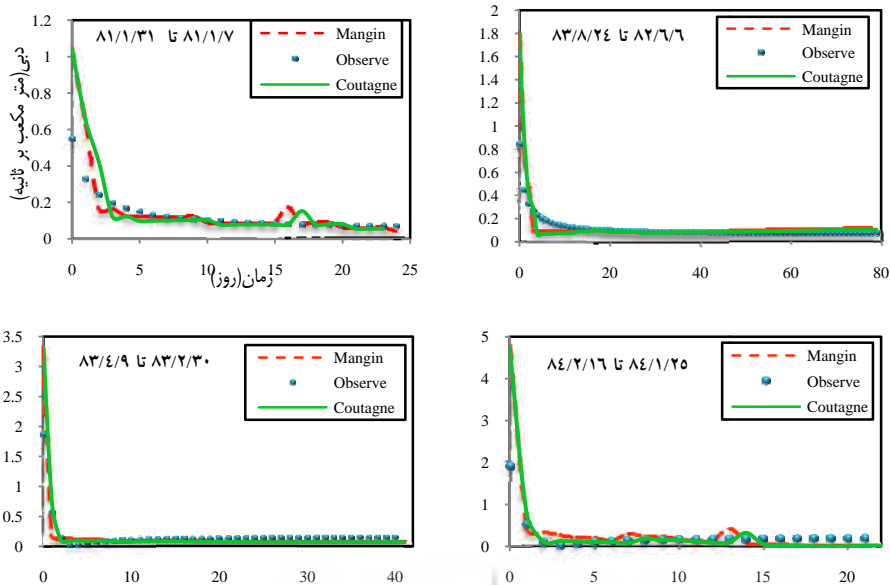 ۸۱/۱/۷ تا ۸۱/۱/۳۱
Mangin
Observe
Coutagne
دبی(متر مکعب بر ثانیه)
1.2
1
0.8
0.6
0.4
0.2
0
0 5 10 15 20 25
زمان(روز)
۸۲/۶/۶ تا ۸۳/۸/۲٤
Mangin
Observe
Coutagne
2
1.8
1.6
1.4
1.2
1
0.8
0.6
0.4
0.2
0
0 20 40 60 80
۸۳/۲/۳۰ تا ۸۳/٤/۹
Mangin
Observe
Coutagne
3.5
3
2.5
2
1.5
1
0.5
0
0 10 20 30 40
۸٤/۱/۲٥ تا ۸٤/۲/۱۶
Mangin
Observe
Coutagne
5
4
3
2
1
0
0 5 10 15 20